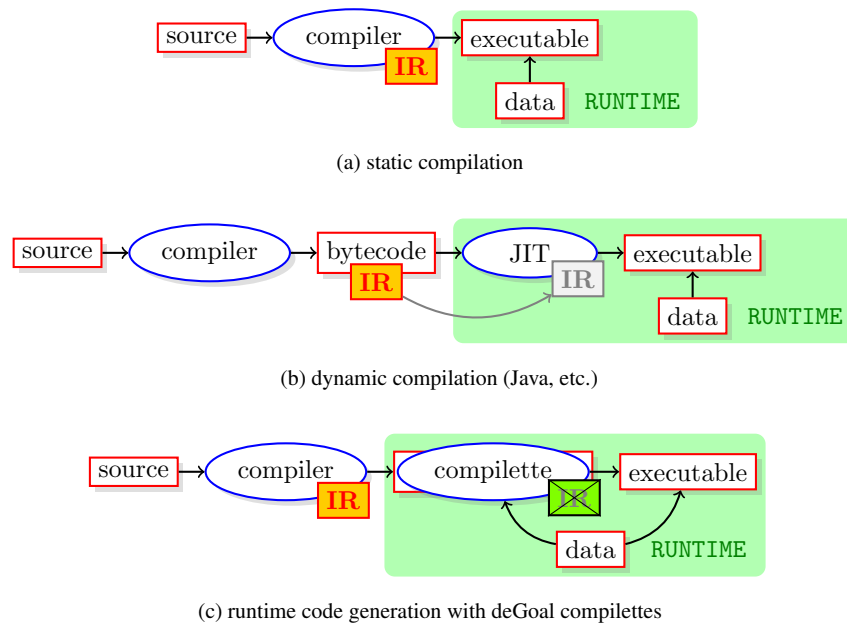 source compiler IR executable
data RUNTIME
(a) static compilation
source compiler bytecode JIT executable
IR IR
data RUNTIME
(b) dynamic compilation (Java, etc.)
source compiler compilette executable
IR IR
data RUNTIME
(c) runtime code generation with deGoal compilettes